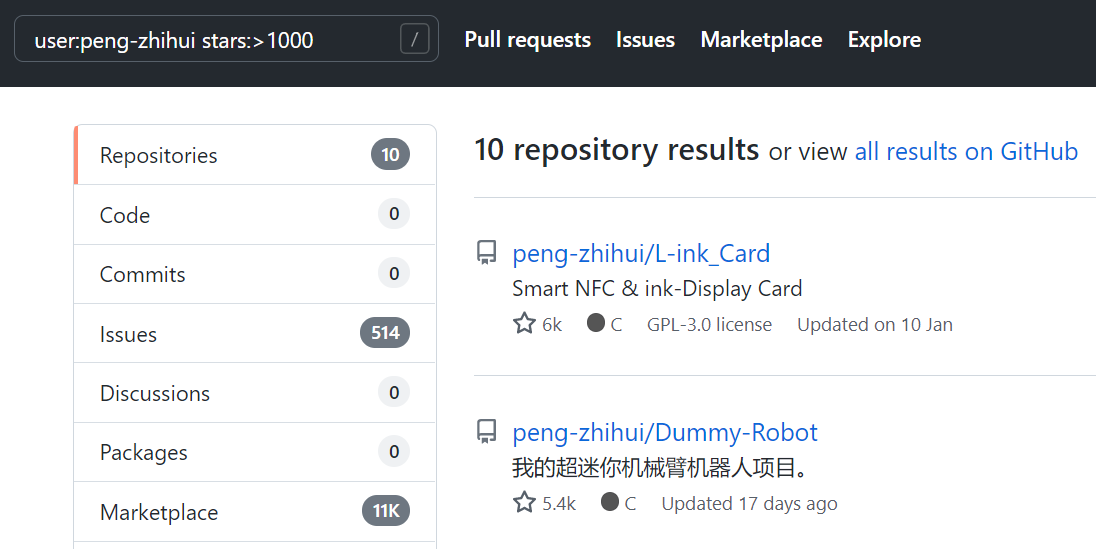 user:peng-zhihui stars:>1000 /
Pull requests Issues Marketplace Explore
Repositories 10
Code 0
Commits 0
Issues 514
Discussions 0
Packages 0
Marketplace 11K
10 repository results or view all results on GitHub
peng-zhihui/L-ink_Card
Smart NFC & ink-Display Card
6k C GPL-3.0 license Updated on 10 Jan
peng-zhihui/Dummy-Robot
我的超迷你机械臂机器人项目。
5.4k C Updated 17 days ago